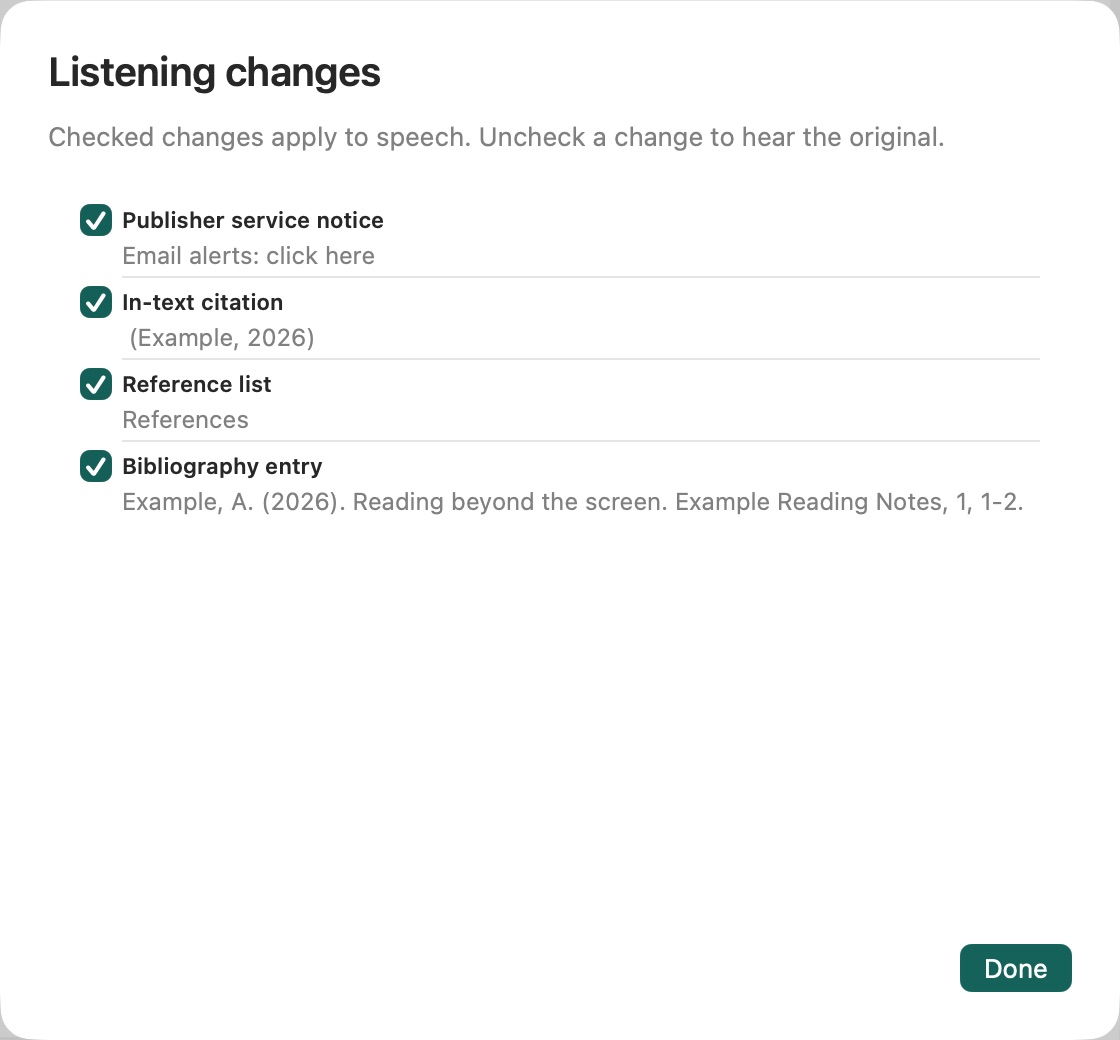 Listening changes
Checked changes apply to speech. Uncheck a change to hear the original.
Publisher service notice
Email alerts: click here
In-text citation
(Example, 2026)
Reference list
References
Bibliography entry
Example, A. (2026). Reading beyond the screen. Example Reading Notes, 1, 1-2.
Done